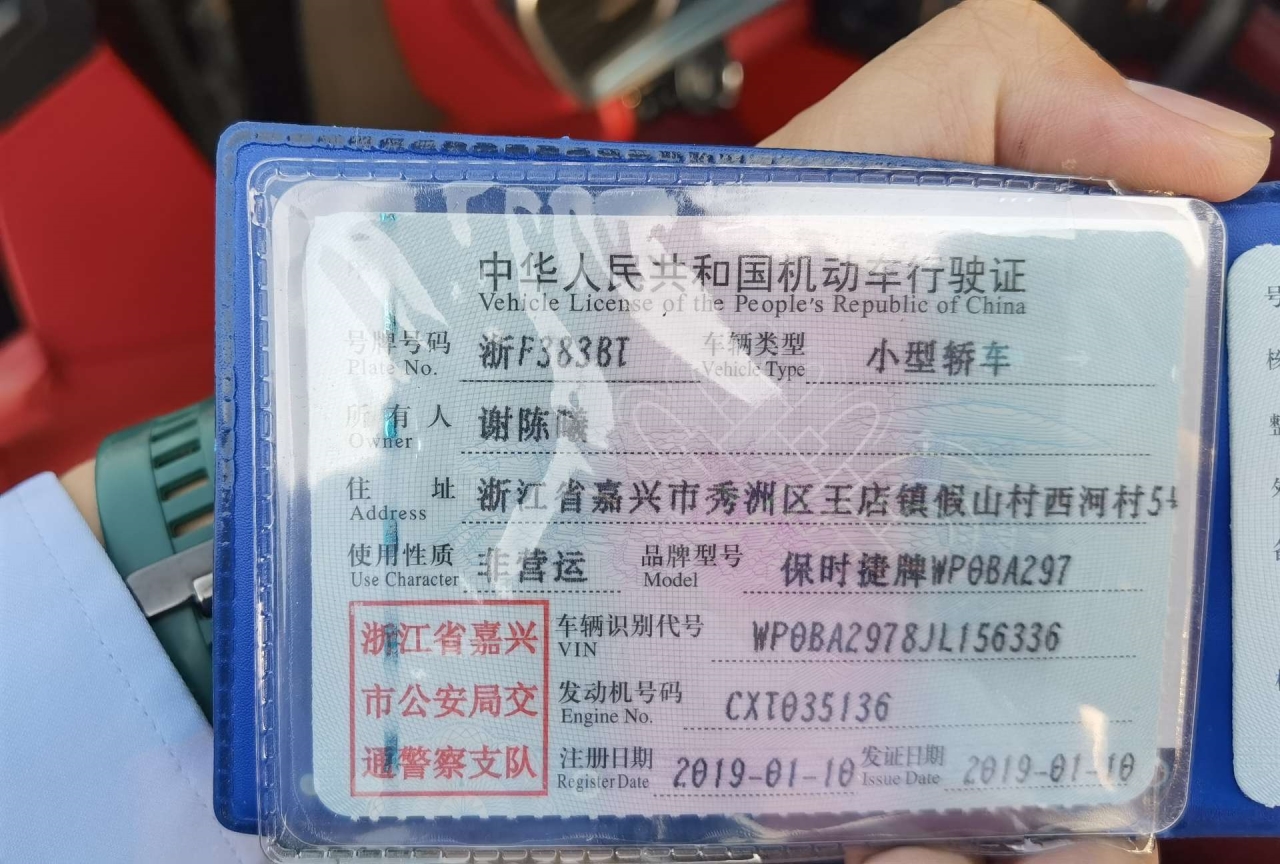 中华人民共和国机动车行驶证
Vehicle License of the People's Republic of China
号牌号码 浙F383BT 车辆类型 小型轿车
Plate No. Vehicle Type
所有人 谢陈
Owner
住址 浙江省嘉兴市秀洲区王店镇假山村西河村5
Address
使用性质 非营运 品牌型号 保时捷牌WP0BA297
Use Character Model
浙江省嘉兴
市公安局交
通警察支队
车辆识别代号 WP0BA2978JL156336
VIN
发动机号码 CXT035136
Engine No.
注册日期 2019-01-10 发证日期 2019-01-10
Register Date Issue Date
号